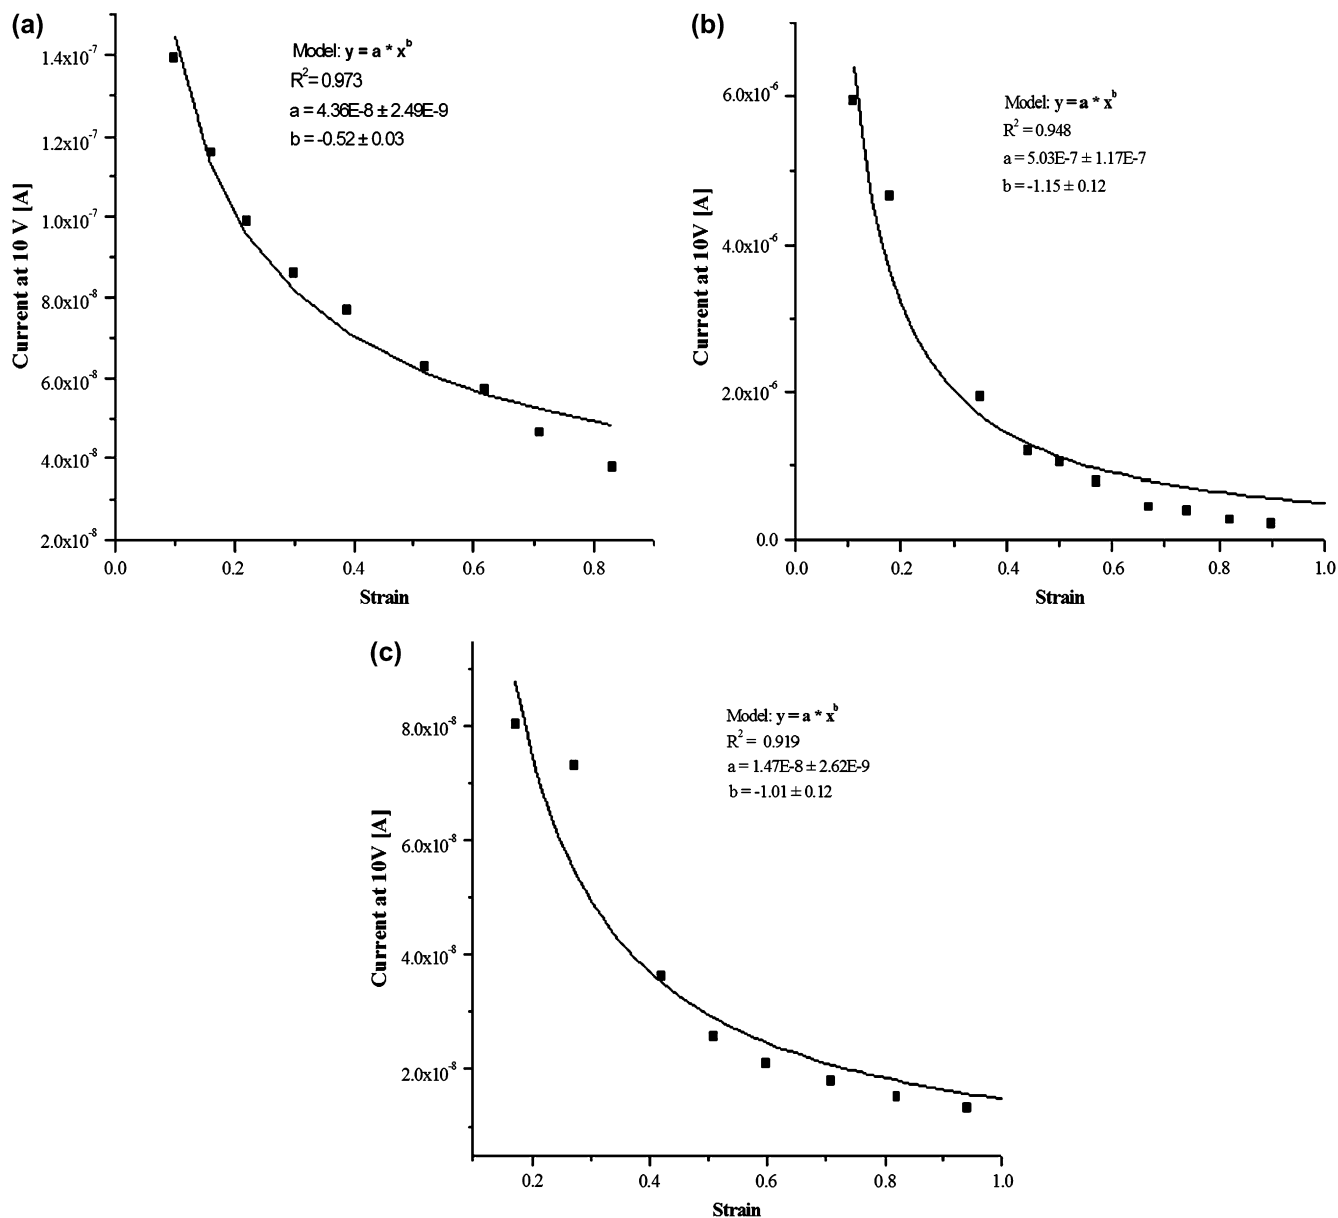 (a)
Model: y = a * x^b
R^2= 0.973
a = 4.36E-8 ± 2.49E-9
b = -0.52 ± 0.03
Current at 10 V [A]
1.4x10^-7
1.2x10^-7
1.0x10^-7
8.0x10^-8
6.0x10^-8
4.0x10^-8
2.0x10^-8
0.0 0.2 0.4 0.6 0.8
Strain
(b)
Model: y = a * x^b
R^2 = 0.948
a = 5.03E-7 ± 1.17E-7
b = -1.15 ± 0.12
Current at 10V [A]
6.0x10^-6
4.0x10^-6
2.0x10^-6
0.0
0.0 0.2 0.4 0.6 0.8 1.0
Strain
(c)
Model: y = a * x^b
R^2 = 0.919
a = 1.47E-8 ± 2.62E-9
b = -1.01 ± 0.12
Current at 10V [A]
8.0x10^-8
6.0x10^-8
4.0x10^-8
2.0x10^-8
0.2 0.4 0.6 0.8 1.0
Strain